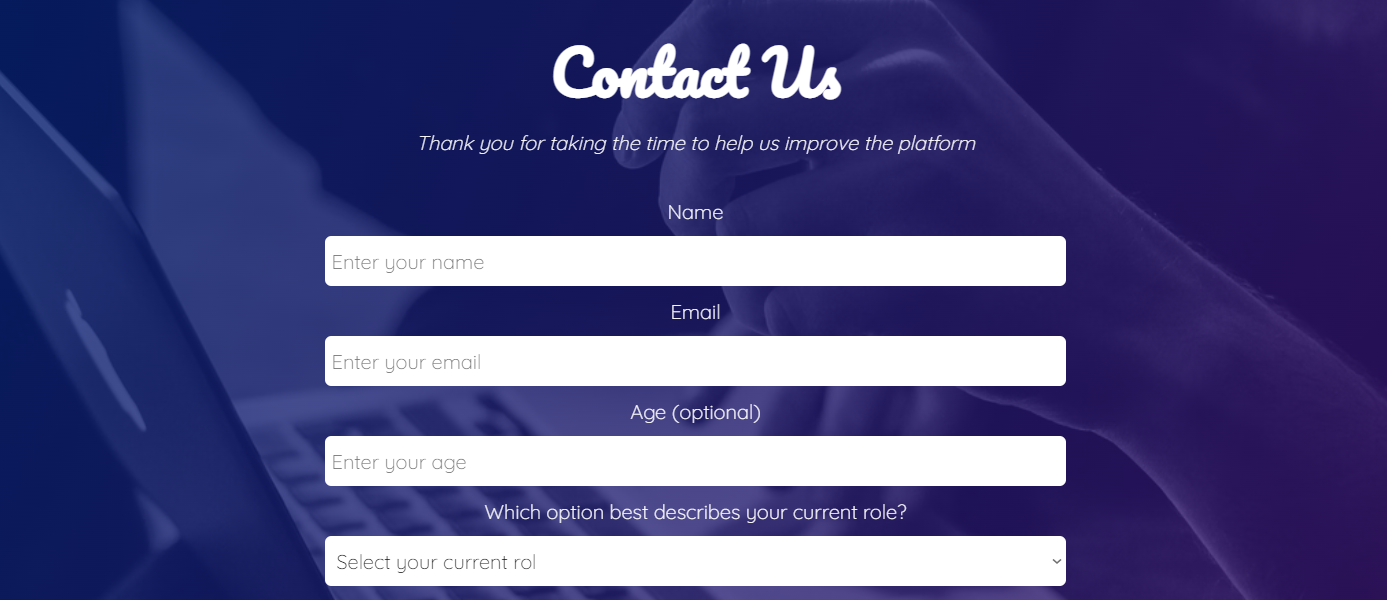 Contact Us
Thank you for taking the time to help us improve the platform
Name
Enter your name
Email
Enter your email
Age (optional)
Enter your age
Which option best describes your current role?
Select your current rol